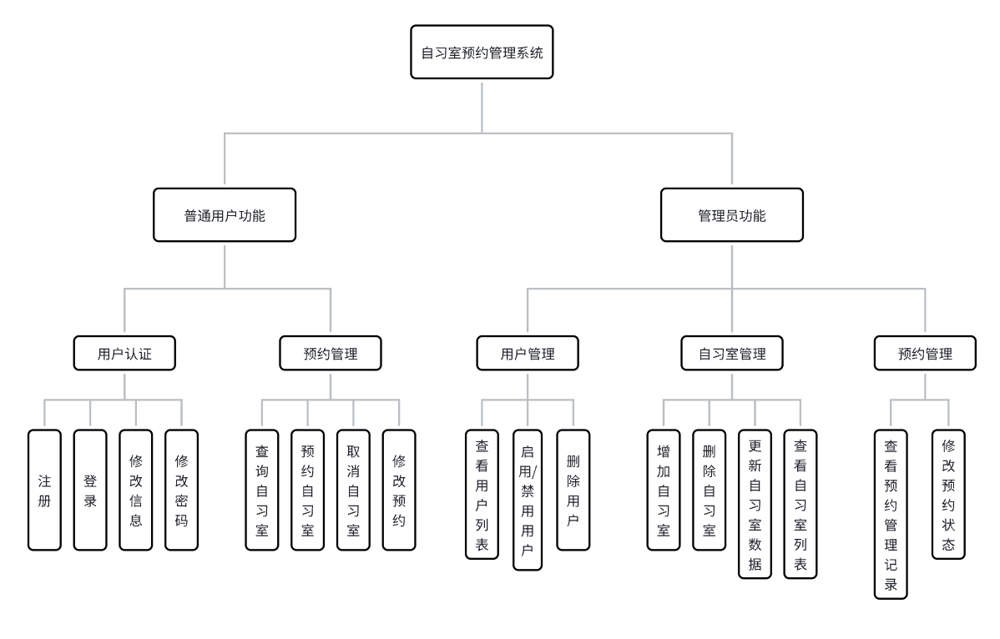 自习室预约管理系统
普通用户功能
管理员功能
用户认证
预约管理
用户管理
自习室管理
预约管理
注册
登录
修改信息
修改密码
查询自习室
预约自习室
取消自习室
修改预约
查看用户列表
启用/禁用用户
删除用户
增加自习室
删除自习室
更新自习室数据
查看自习室列表
查看预约管理记录
修改预约状态